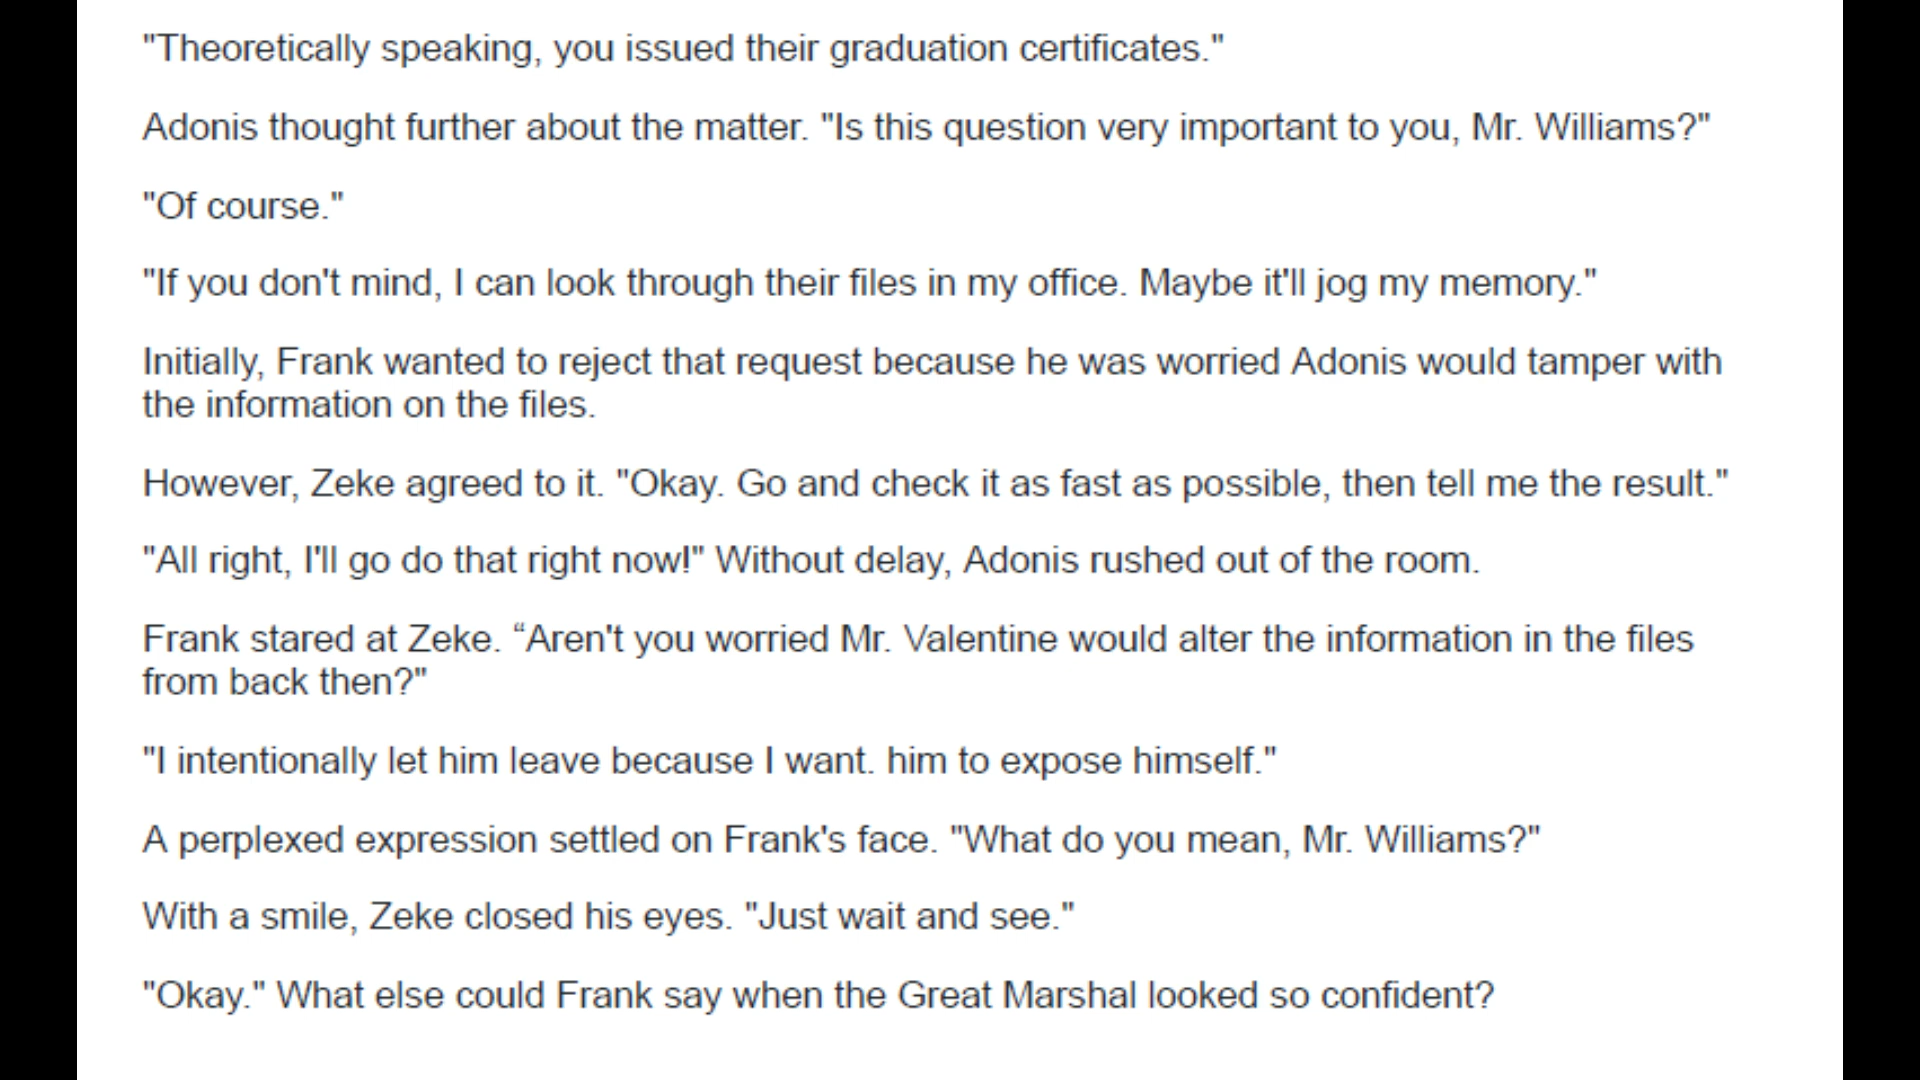 "Theoretically speaking, you issued their graduation certificates."
Adonis thought further about the matter. "Is this question very important to you, Mr. Williams?"
"Of course."
"If you don't mind, I can look through their files in my office. Maybe it'll jog my memory."
Initially, Frank wanted to reject that request because he was worried Adonis would tamper with
the information on the files.
However, Zeke agreed to it. "Okay. Go and check it as fast as possible, then tell me the result."
"All right, I'll go do that right now!" Without delay, Adonis rushed out of the room.
Frank stared at Zeke. “Aren't you worried Mr. Valentine would alter the information in the files
from back then?"
"I intentionally let him leave because I want. him to expose himself."
A perplexed expression settled on Frank's face. "What do you mean, Mr. Williams?"
With a smile, Zeke closed his eyes. "Just wait and see."
"Okay." What else could Frank say when the Great Marshal looked so confident?